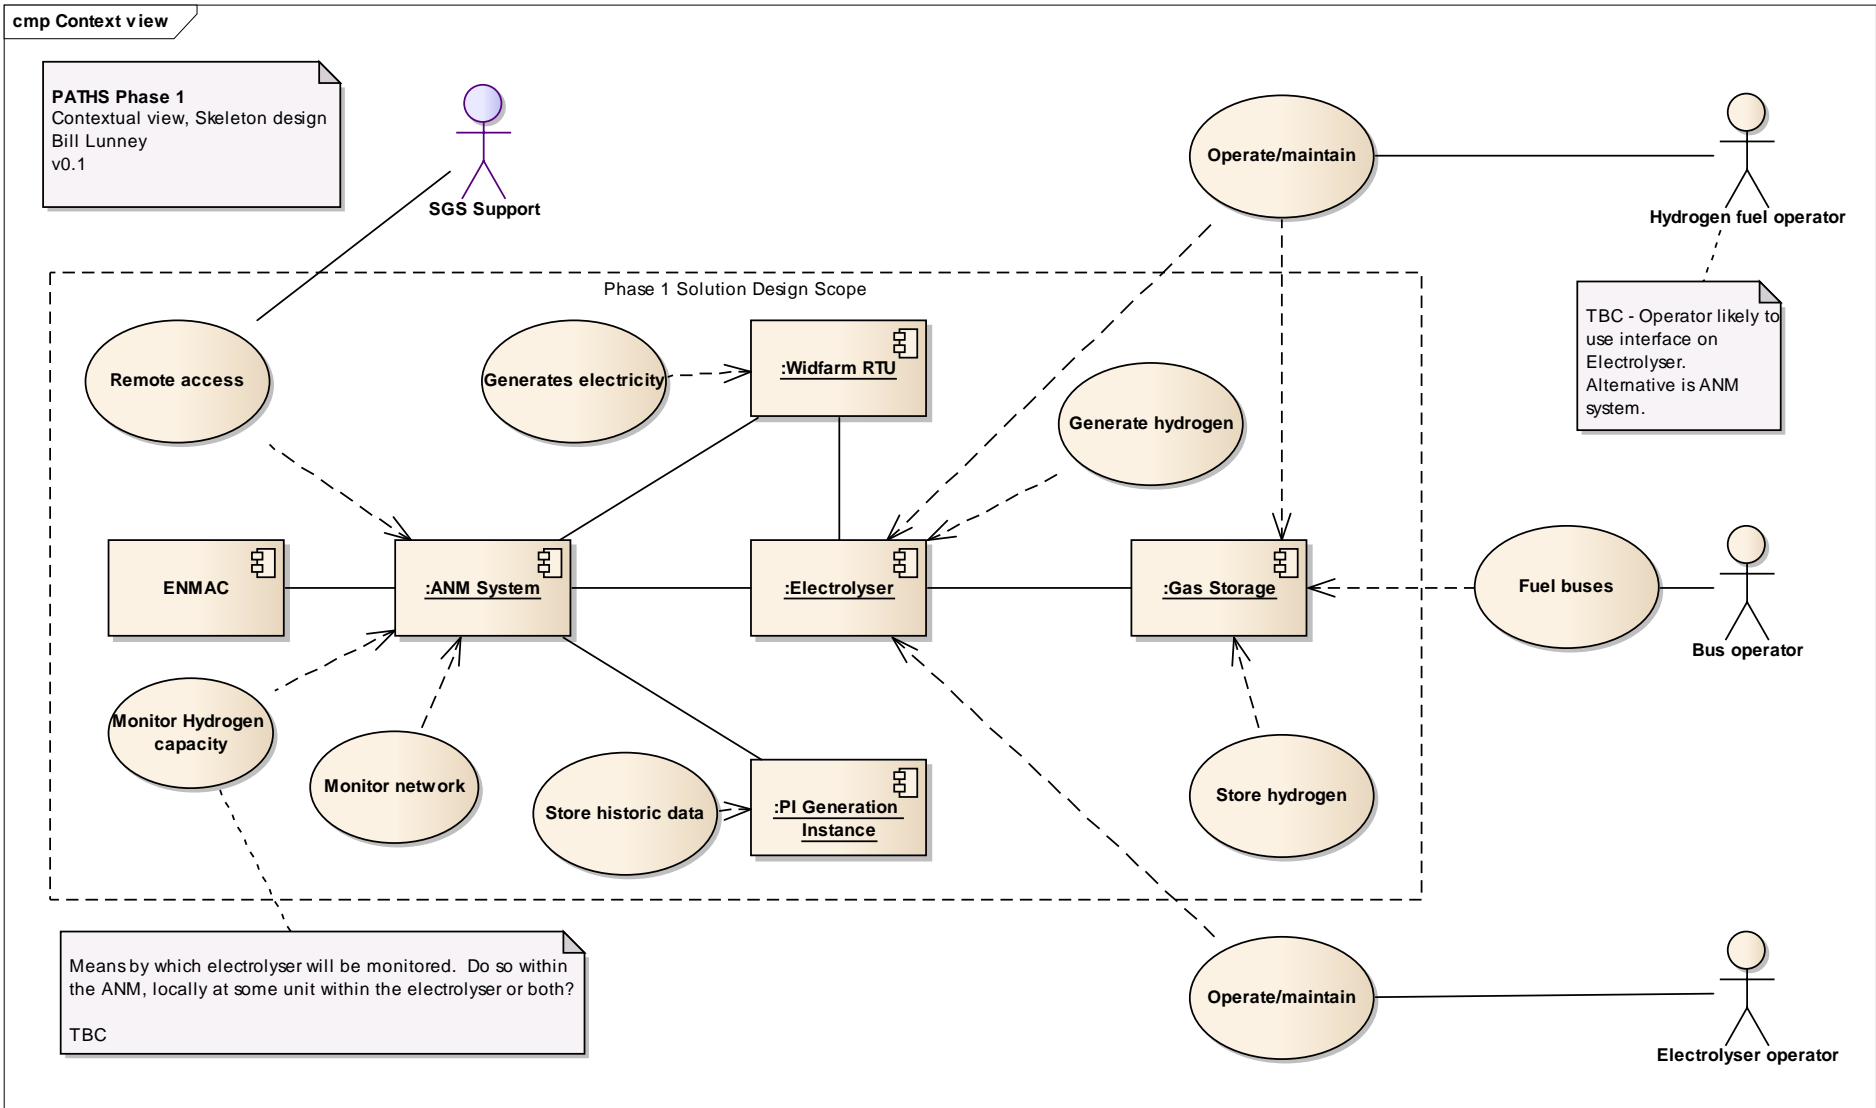 cmp Context view
PATHS Phase 1
Contextual view, Skeleton design
Bill Lunney
v0.1
SGS Support
Operate/maintain
Hydrogen fuel operator
TBC - Operator likely to
use interface on
Electrolyser.
Alternative is ANM
system.
Phase 1 Solution Design Scope
Remote access
Generates electricity
:Widfarm RTU
Generate hydrogen
ENMAC
:ANM System
:Electrolyser
:Gas Storage
Fuel buses
Bus operator
Monitor Hydrogen
capacity
Monitor network
Store historic data
:PI Generation
Instance
Store hydrogen
Means by which electrolyser will be monitored.  Do so within
the ANM, locally at some unit within the electrolyser or both?
TBC
Operate/maintain
Electrolyser operator